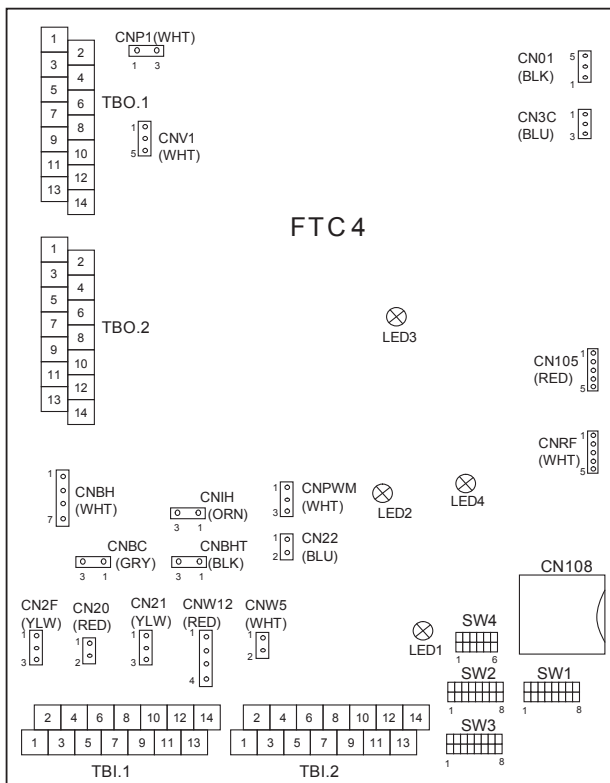 CNP1(WHT)
1 3
1
2
3
4
5
6
7
8
9
10
11
12
13
14
TBO.1
1
5
CNV1
(WHT)
CN01
(BLK)
5
1
CN3C
(BLU)
1
3
FTC4
1
2
3
4
5
6
7
8
9
10
11
12
13
14
TBO.2
LED3
CN105
(RED)
1
5
CNRF
(WHT)
1
5
1
7
CNBH
(WHT)
CNIH
(ORN)
3 1
1
3
CNPWM
(WHT)
LED2
LED4
CNBC
(GRY)
3 1
CNBHT
(BLK)
3 1
1
2
CN22
(BLU)
CN108
CN2F
(YLW)
1
3
CN20
(RED)
1
2
CN21
(YLW)
1
3
CNW12
(RED)
1
4
CNW5
(WHT)
1
2
LED1
SW4
1 6
SW2
1 8
SW1
1 8
SW3
1 8
2 4 6 8 10 12 14
1 3 5 7 9 11 13
TBI.1
2 4 6 8 10 12 14
1 3 5 7 9 11 13
TBI.2